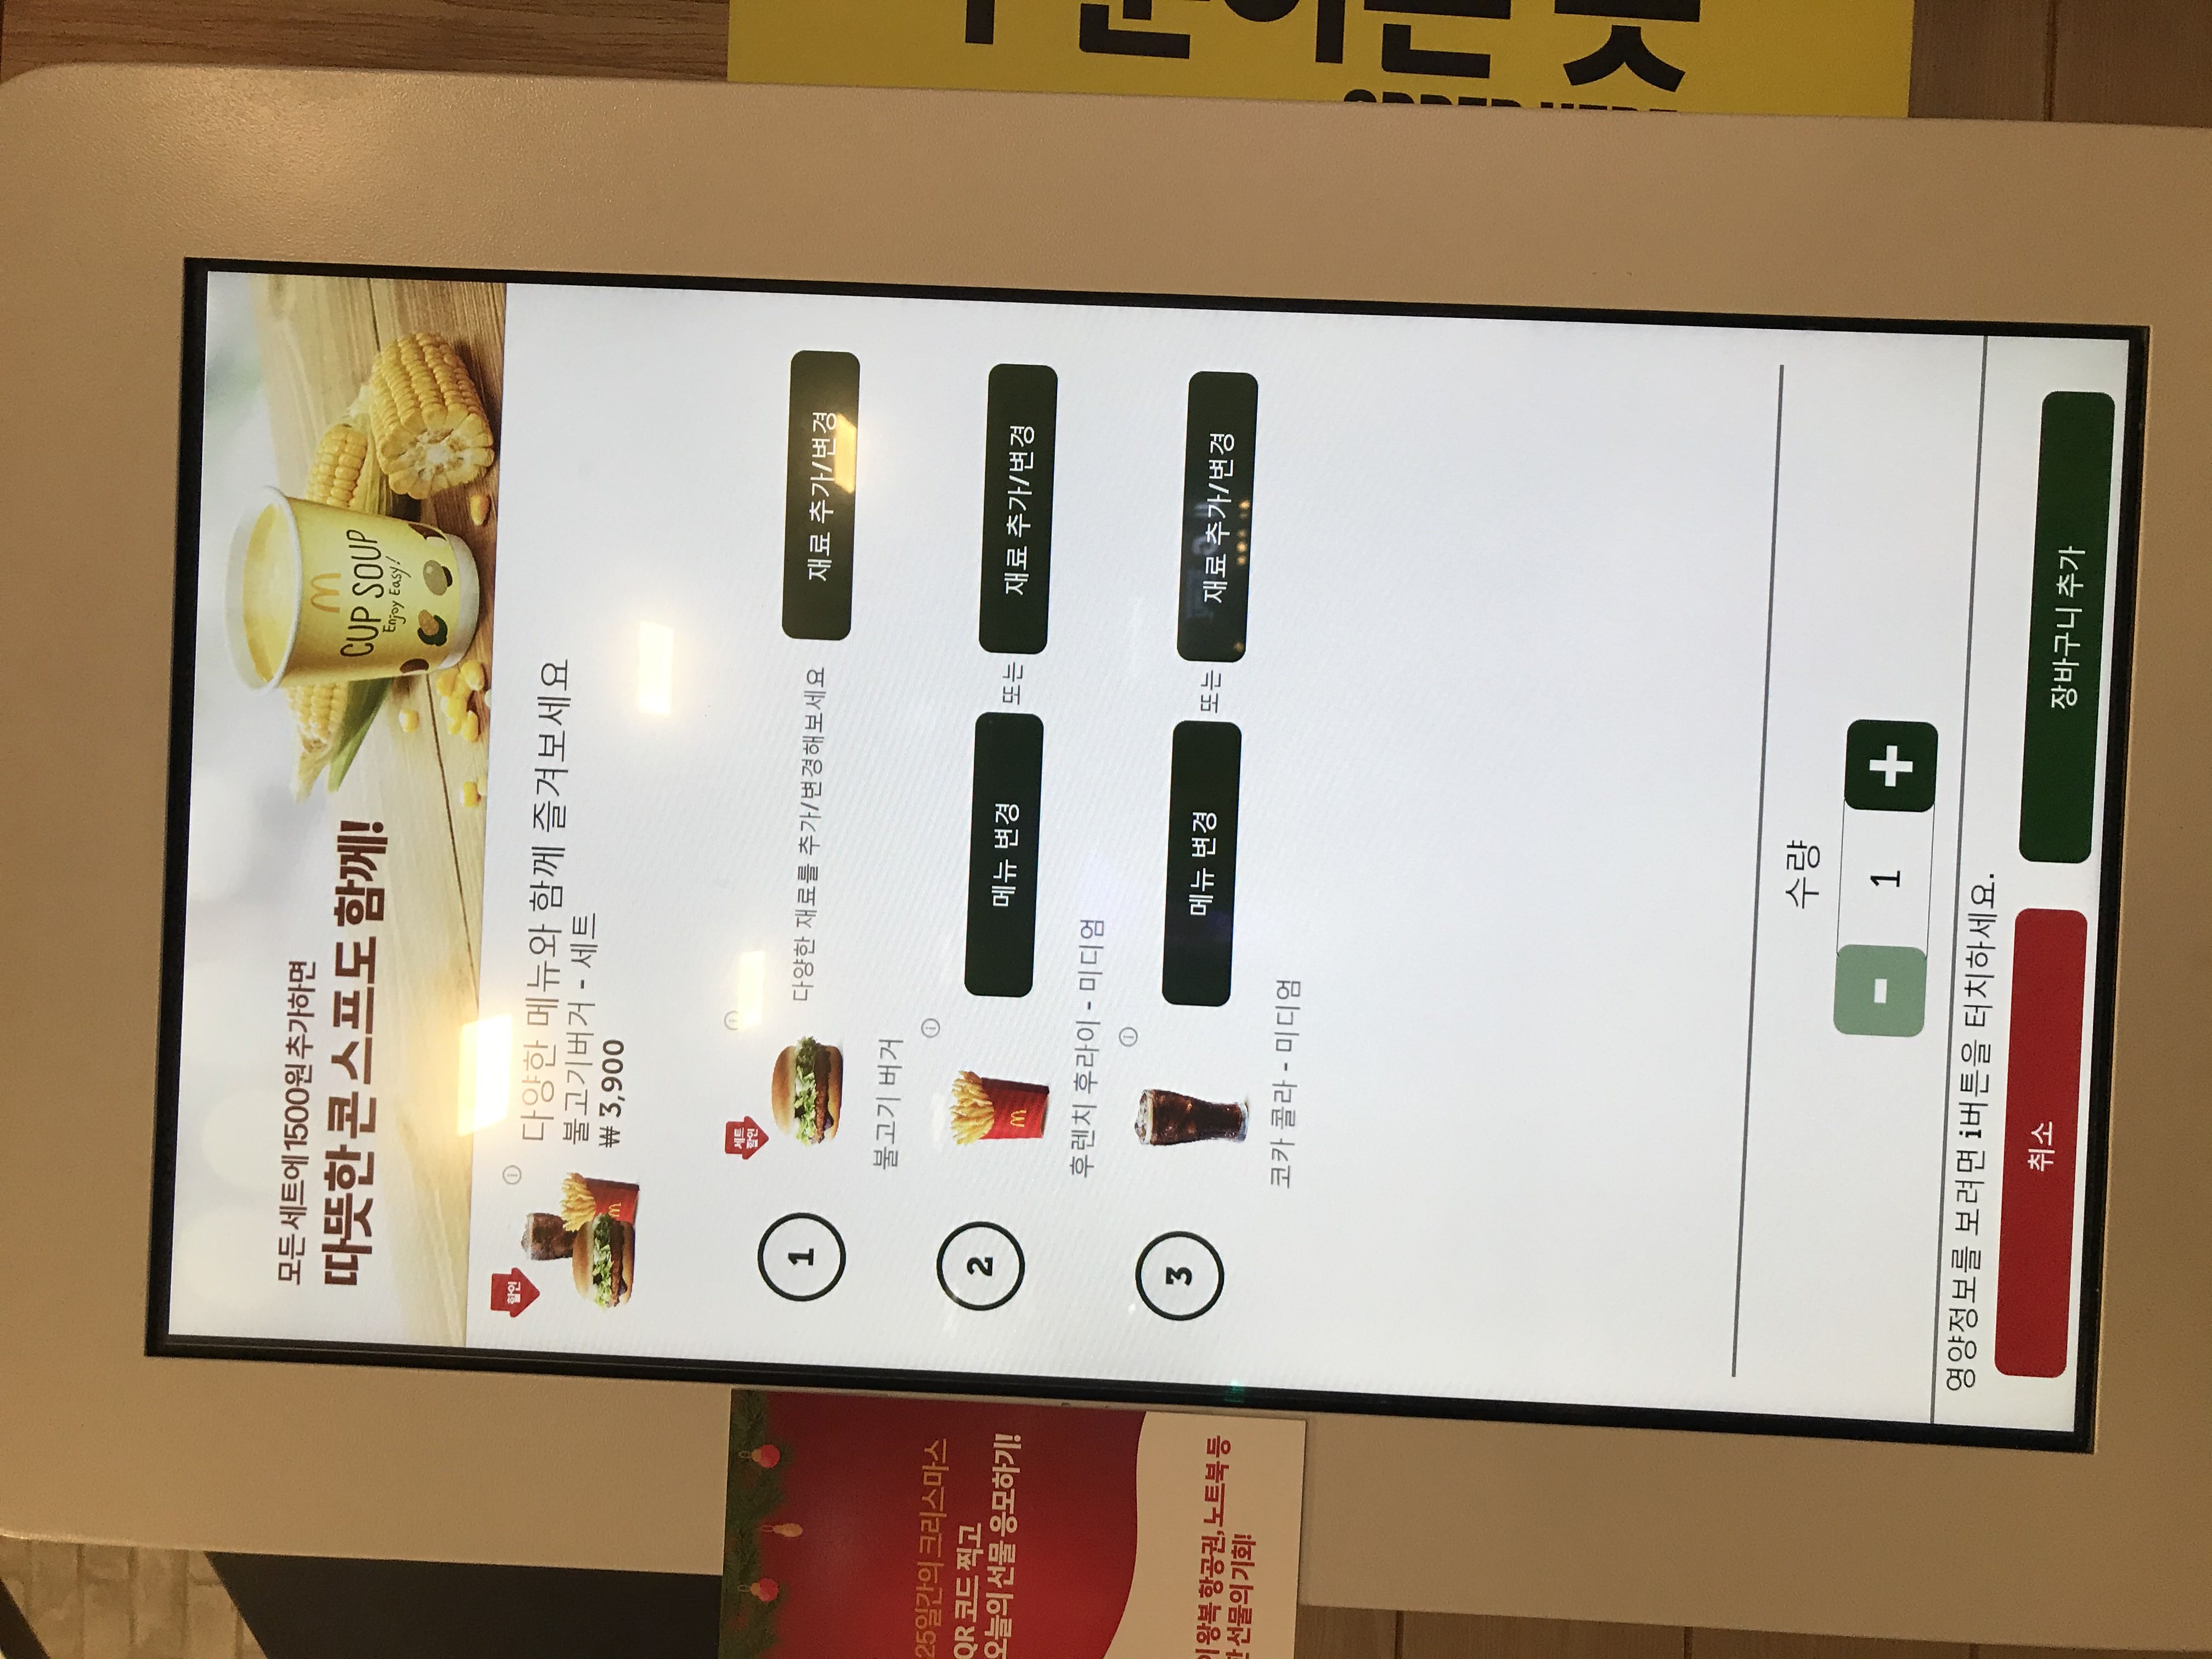 모든 세트에 1500원 추가하면
따뜻한 콘 스프도 함께!
CUP SOUP
Enjoy Easy!
할인
다양한 메뉴와 함께 즐겨보세요
불고기버거 - 세트
₩ 3,900
1
세트
할인
다양한 재료를 추가/변경해보세요
재료 추가/변경
불고기 버거
2
메뉴 변경
또는
재료 추가/변경
후렌치 후라이 - 미디엄
3
메뉴 변경
또는
재료 추가/변경
코카 콜라 - 미디엄
수량
-
1
+
영양정보를 보려면 i버튼을 터치하세요.
취소
장바구니 추가
25일간의 크리스마스
QR 코드 찍고
오늘의 선물 응모하기!
왕복 항공권, 노트북 등
선물의 기회!